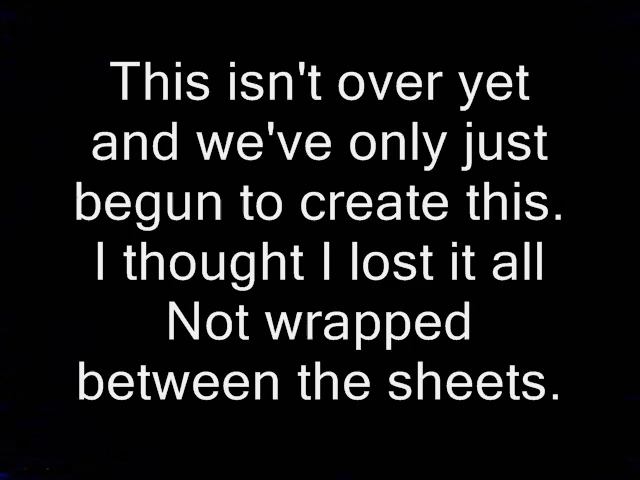 This isn't over yet
and we've only just
begun to create this.
I thought I lost it all
Not wrapped
between the sheets.